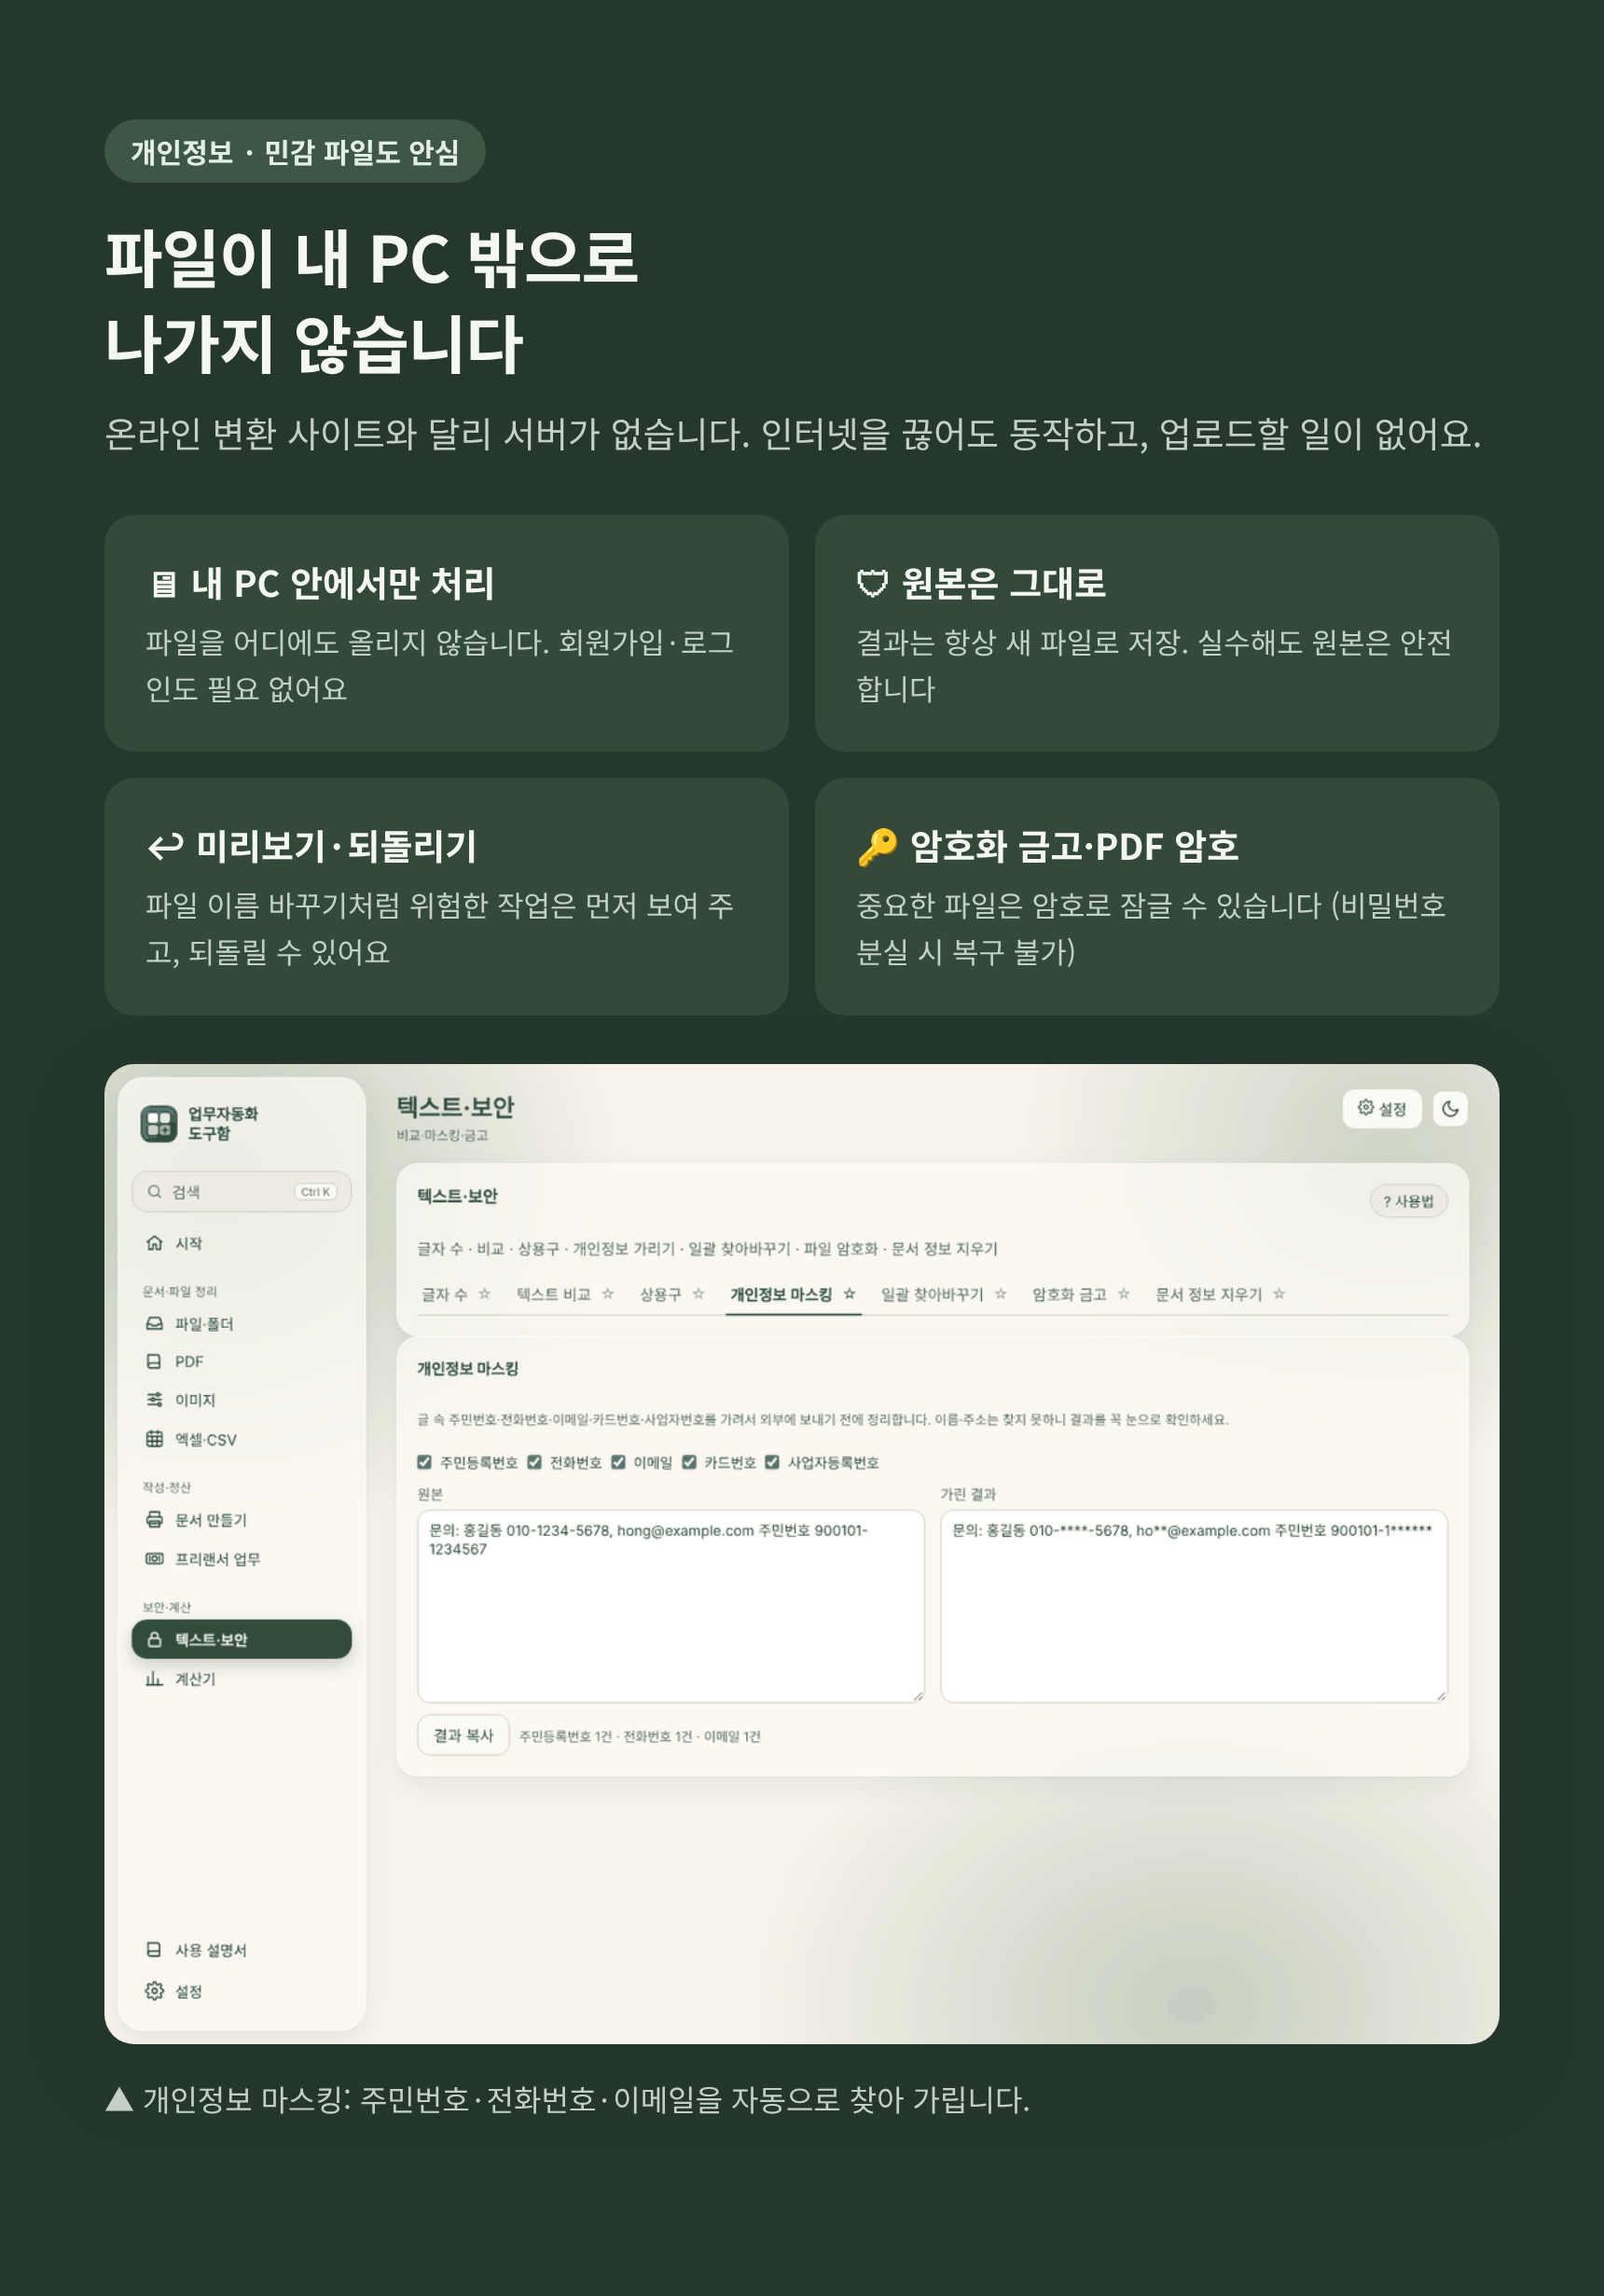 개인정보 · 민감 파일도 안심
파일이 내 PC 밖으로
나가지 않습니다
온라인 변환 사이트와 달리 서버가 없습니다. 인터넷을 끊어도 동작하고, 업로드할 일이 없어요.
🖥 내 PC 안에서만 처리
파일을 어디에도 올리지 않습니다. 회원가입·로그
인도 필요 없어요
🛡 원본은 그대로
결과는 항상 새 파일로 저장. 실수해도 원본은 안전
합니다
↩ 미리보기·되돌리기
파일 이름 바꾸기처럼 위험한 작업은 먼저 보여 주
고, 되돌릴 수 있어요
🔑 암호화 금고·PDF 암호
중요한 파일은 암호로 잠글 수 있습니다 (비밀번호
분실 시 복구 불가)
업무자동화
도구함
검색 Ctrl K
시작
문서·파일 정리
파일·폴더
PDF
이미지
엑셀·CSV
작성·정산
문서 만들기
프리랜서 업무
보안·계산
텍스트·보안
계산기
사용 설명서
설정
텍스트·보안
비교·마스킹·금고
설정
텍스트·보안
? 사용법
글자 수 · 비교 · 상용구 · 개인정보 가리기 · 일괄 찾아바꾸기 · 파일 암호화 · 문서 정보 지우기
글자 수 ☆ 텍스트 비교 ☆ 상용구 ☆ 개인정보 마스킹 ☆ 일괄 찾아바꾸기 ☆ 암호화 금고 ☆ 문서 정보 지우기 ☆
개인정보 마스킹
글 속 주민번호·전화번호·이메일·카드번호·사업자번호를 가려서 외부에 보내기 전에 정리합니다. 이름·주소는 찾지 못하니 결과를 꼭 눈으로 확인하세요.
주민등록번호 전화번호 이메일 카드번호 사업자등록번호
원본
문의: 홍길동 010-1234-5678, hong@example.com 주민번호 900101-
1234567
가린 결과
문의: 홍길동 010-****-5678, ho**@example.com 주민번호 900101-1******
결과 복사 주민등록번호 1건 · 전화번호 1건 · 이메일 1건
▲ 개인정보 마스킹: 주민번호·전화번호·이메일을 자동으로 찾아 가립니다.